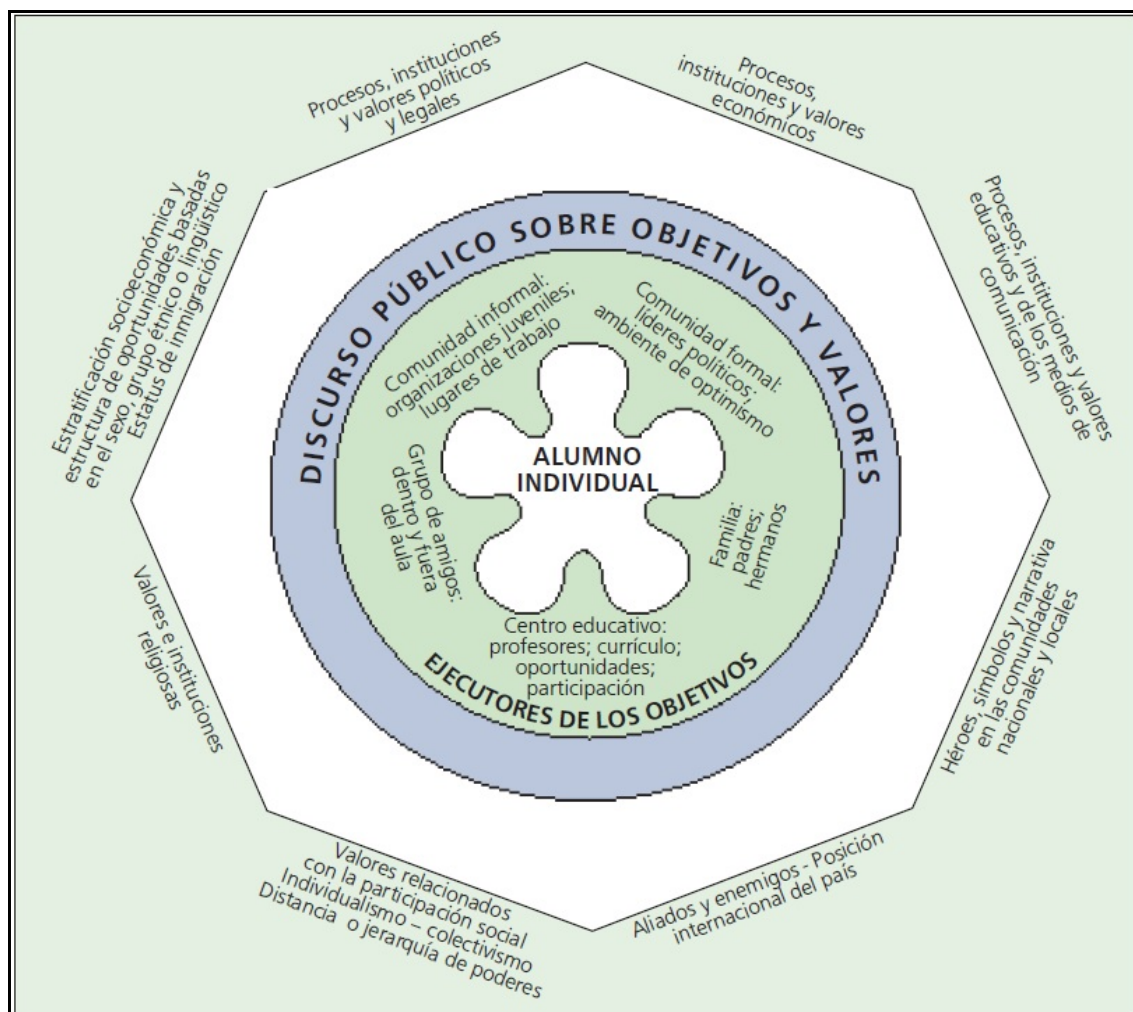 Procesos, instituciones
y valores políticos
y legales
Procesos,
instituciones y valores
económicos
Procesos, instituciones y valores
educativos y de los medios de
comunicación
Héroes, símbolos y narrativa
en las comunidades
nacionales y locales
Aliados y enemigos - Posición
internacional del país
Valores relacionados
con la participación social
Individualismo – colectivismo
Distancia o jerarquía de poderes
Valores e instituciones
religiosas
Estratificación socioeconómica y
estructura de oportunidades basadas
en el sexo, grupo étnico o lingüístico
Estatus de inmigración
DISCURSO PÚBLICO SOBRE OBJETIVOS Y VALORES
Comunidad informal:
organizaciones juveniles;
lugares de trabajo
Comunidad formal:
líderes políticos;
ambiente de optimismo
Familia:
padres;
hermanos
Centro educativo:
profesores; currículo;
oportunidades;
participación
Grupo de amigos:
dentro y fuera
del aula
ALUMNO
INDIVIDUAL
EJECUTORES DE LOS OBJETIVOS